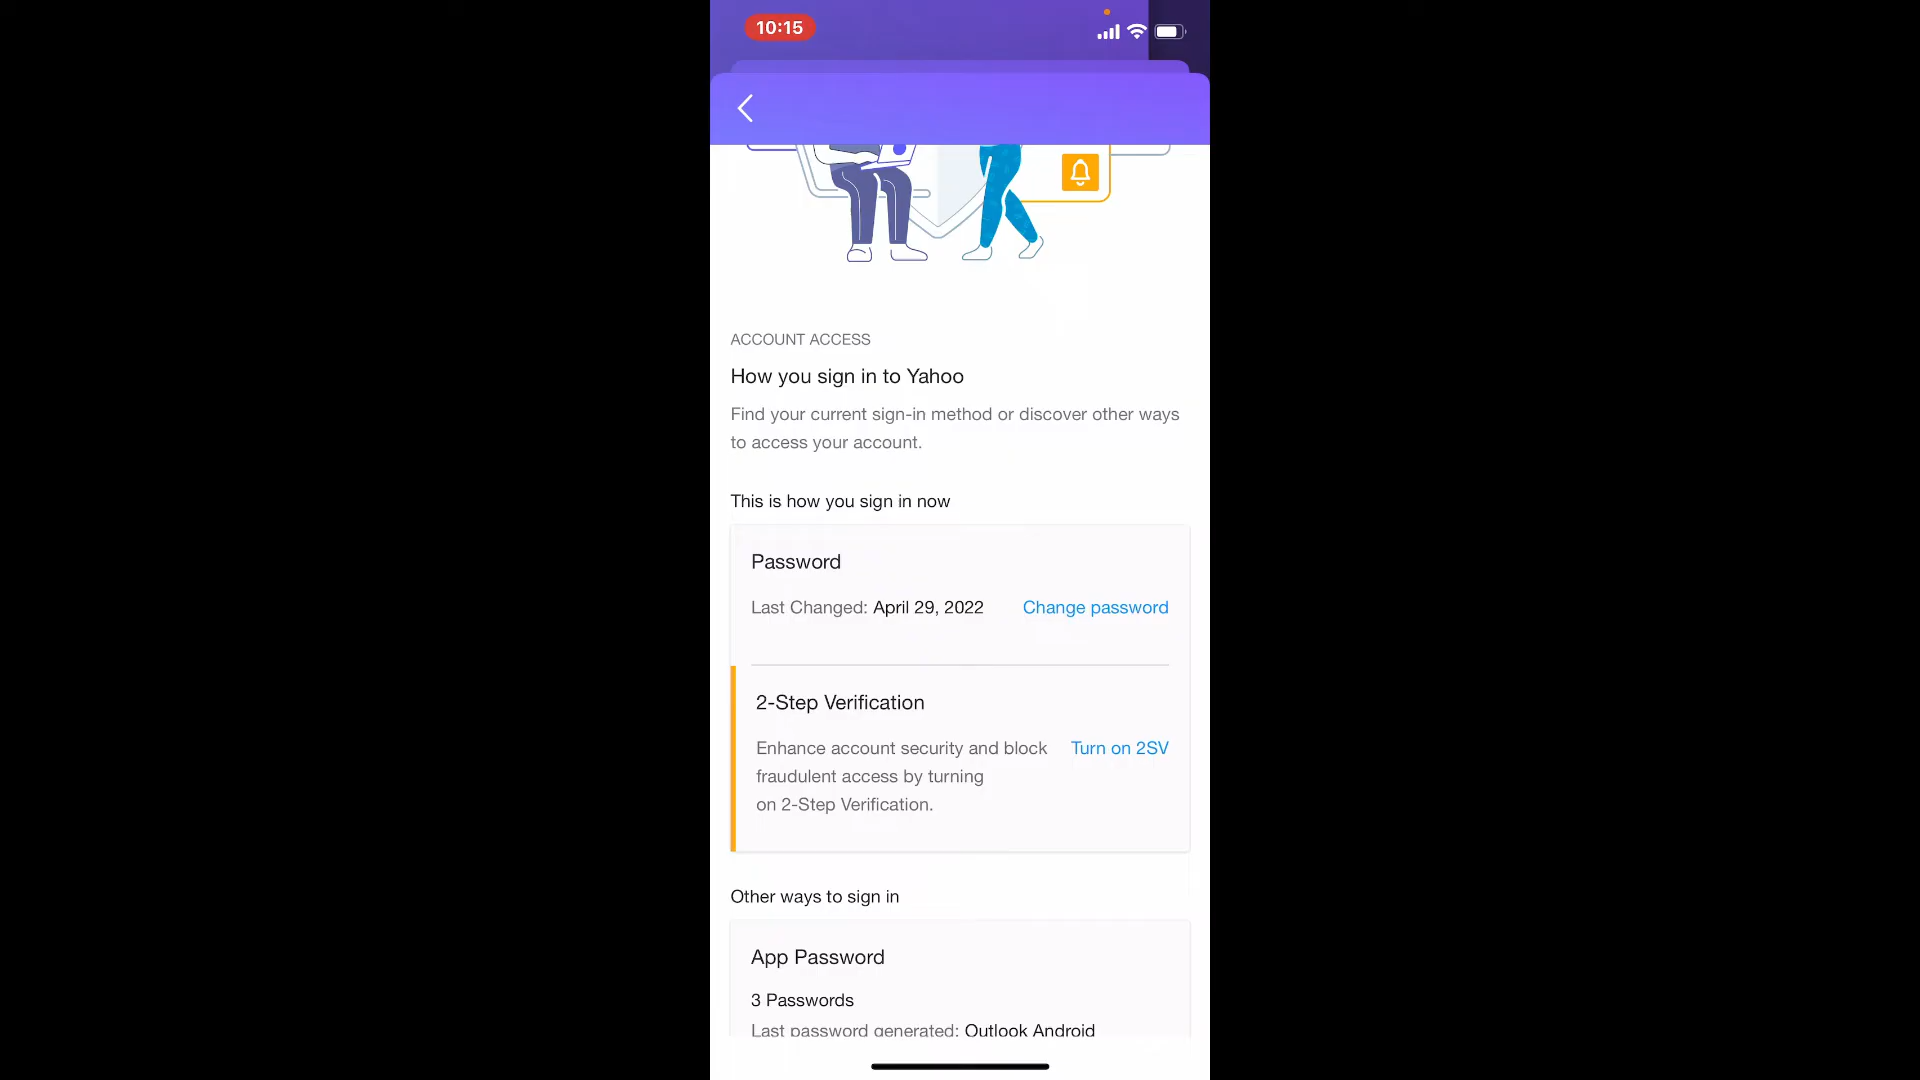 10:15
ACCOUNT ACCESS
How you sign in to Yahoo
Find your current sign-in method or discover other ways
to access your account.
This is how you sign in now
Password
Last Changed: April 29, 2022 Change password
2-Step Verification
Enhance account security and block Turn on 2SV
fraudulent access by turning
on 2-Step Verification.
Other ways to sign in
App Password
3 Passwords
Last password generated: Outlook Android